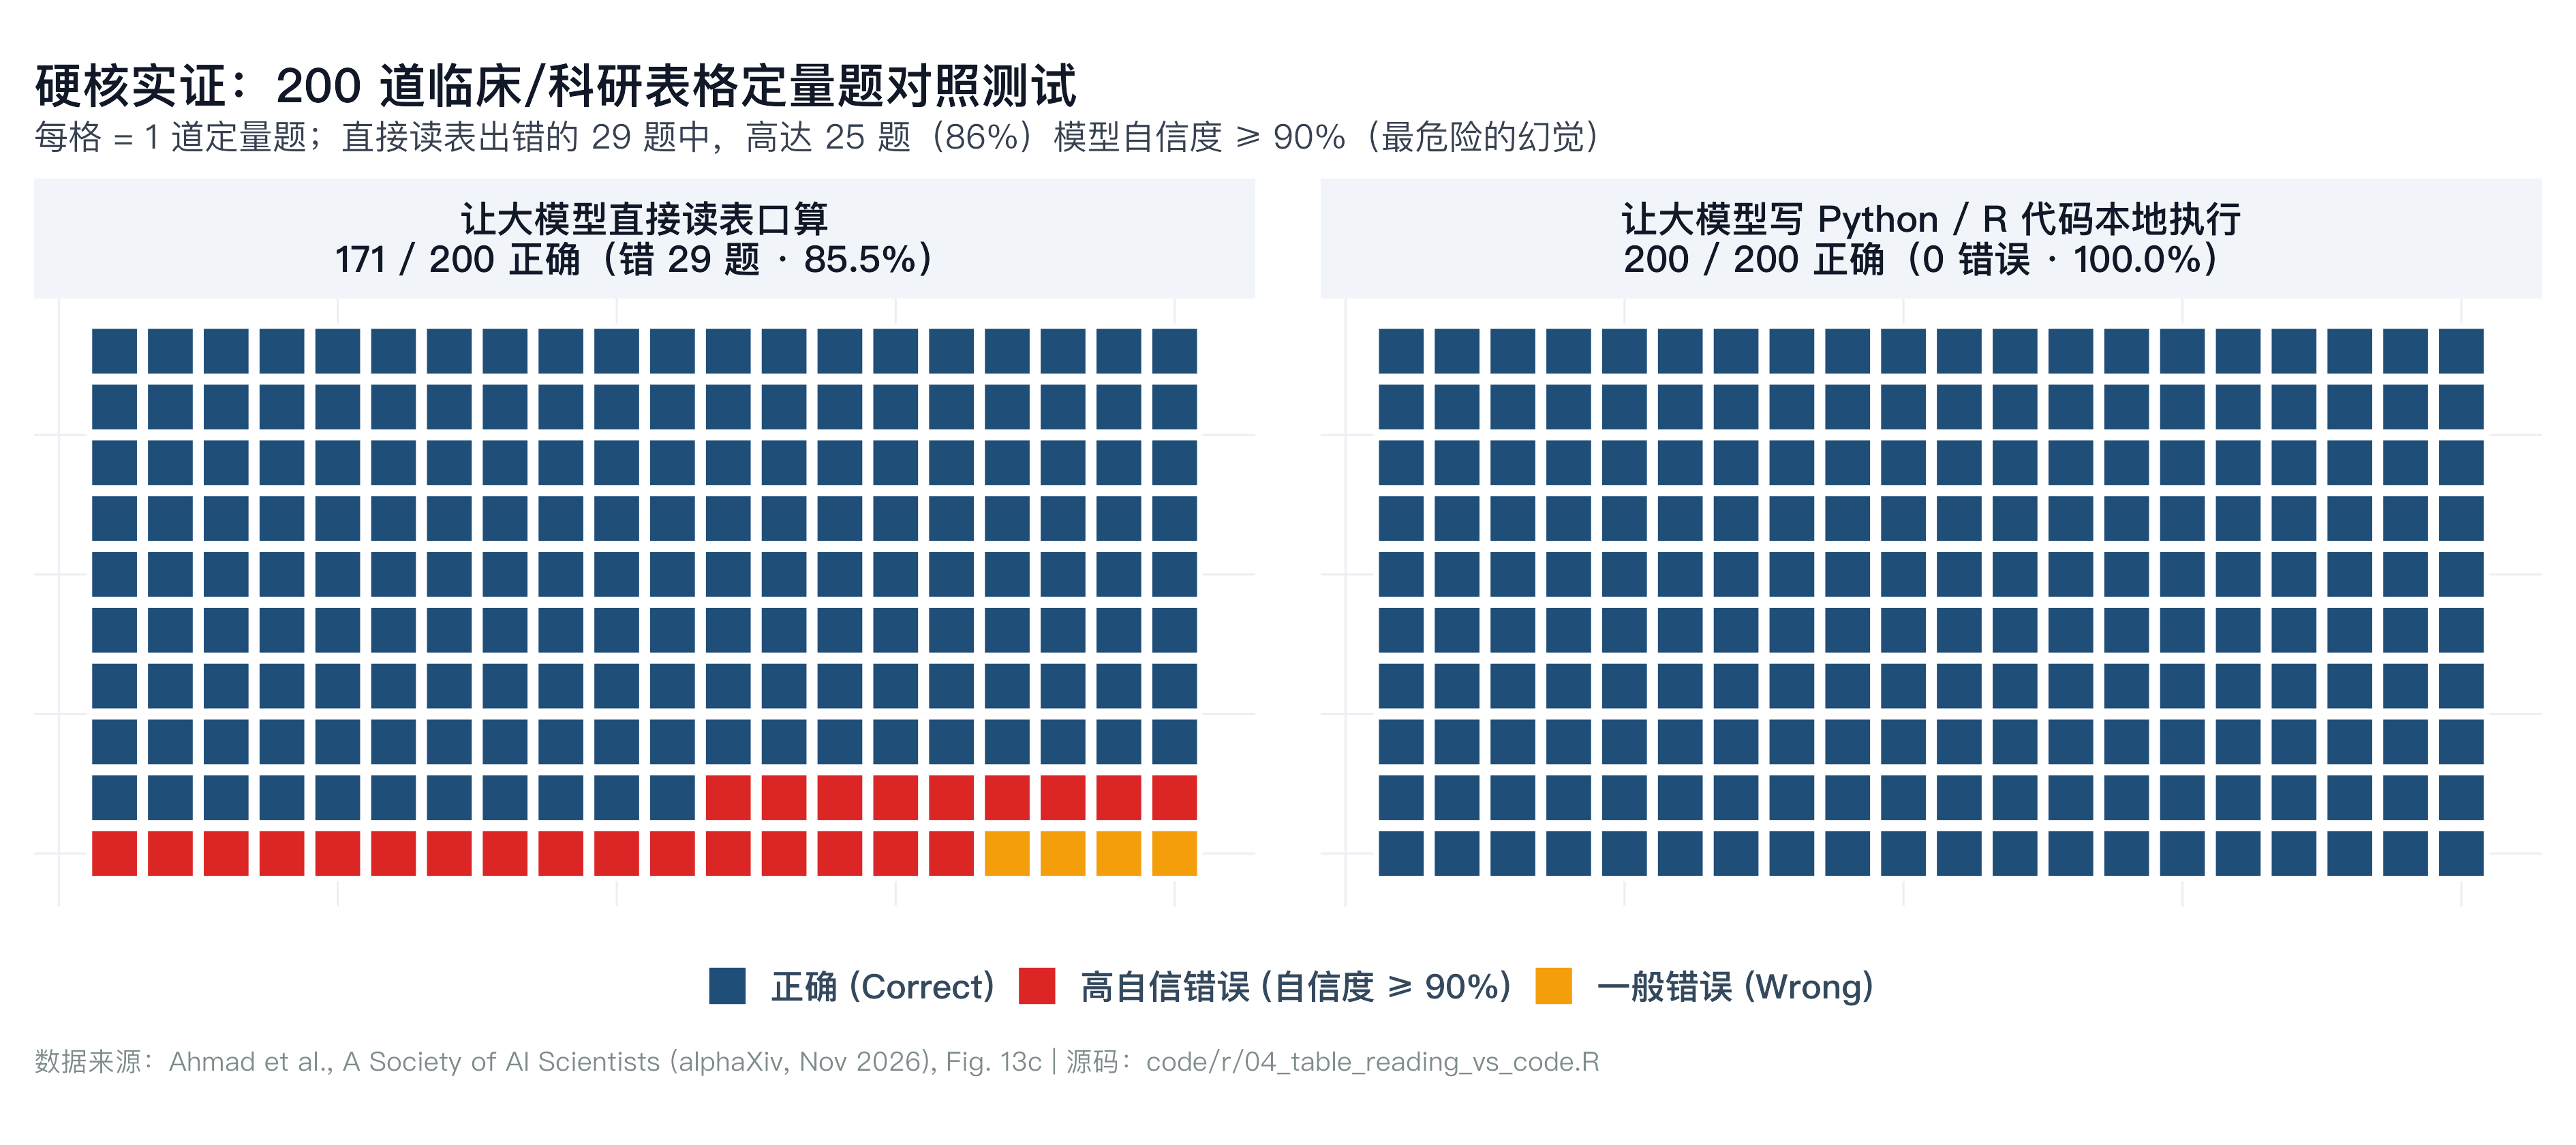 硬核实证：200 道临床/科研表格定量题对照测试
每格 = 1 道定量题；直接读表出错的 29 题中，高达 25 题（86%）模型自信度 ≥ 90%（最危险的幻觉）
让大模型直接读表口算
171 / 200 正确（错 29 题 · 85.5%）
让大模型写 Python / R 代码本地执行
200 / 200 正确（0 错误 · 100.0%）
正确 (Correct)
高自信错误 (自信度 ≥ 90%)
一般错误 (Wrong)
数据来源：Ahmad et al., A Society of AI Scientists (alphaXiv, Nov 2026), Fig. 13c | 源码：code/r/04_table_reading_vs_code.R